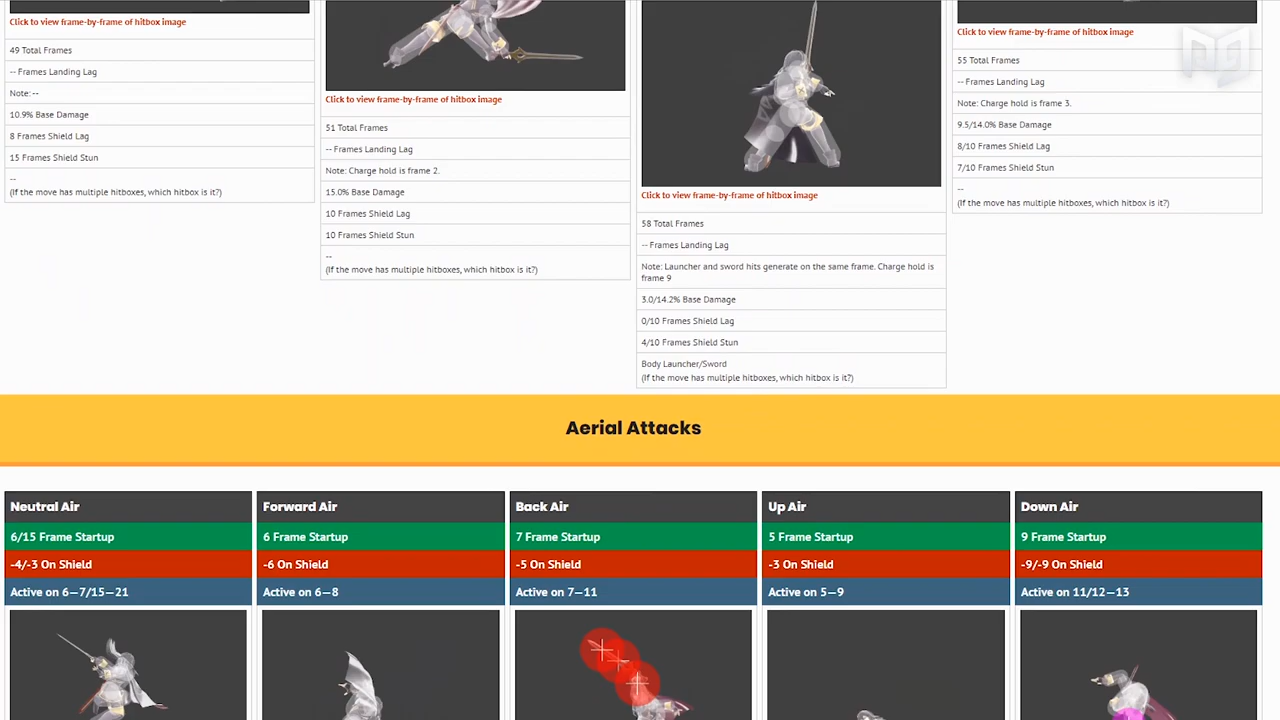 Click to view frame-by-frame of hitbox image
49 Total Frames
-- Frames Landing Lag
Note: --
10.9% Base Damage
8 Frames Shield Lag
15 Frames Shield Stun
--
(If the move has multiple hitboxes, which hitbox is it?)
Click to view frame-by-frame of hitbox image
51 Total Frames
-- Frames Landing Lag
Note: Charge hold is frame 2.
15.0% Base Damage
10 Frames Shield Lag
10 Frames Shield Stun
--
(If the move has multiple hitboxes, which hitbox is it?)
Click to view frame-by-frame of hitbox image
58 Total Frames
-- Frames Landing Lag
Note: Launcher and sword hits generate on the same frame. Charge hold is
frame 9
3.0/14.2% Base Damage
0/10 Frames Shield Lag
4/10 Frames Shield Stun
Body Launcher/Sword
(If the move has multiple hitboxes, which hitbox is it?)
Click to view frame-by-frame of hitbox image
55 Total Frames
-- Frames Landing Lag
Note: Charge hold is frame 3.
9.5/14.0% Base Damage
8/10 Frames Shield Lag
7/10 Frames Shield Stun
--
(If the move has multiple hitboxes, which hitbox is it?)
Aerial Attacks
Neutral Air
6/15 Frame Startup
-4/-3 On Shield
Active on 6—7/15—21
Forward Air
6 Frame Startup
-6 On Shield
Active on 6—8
Back Air
7 Frame Startup
-5 On Shield
Active on 7—11
Up Air
5 Frame Startup
-3 On Shield
Active on 5—9
Down Air
9 Frame Startup
-9/-9 On Shield
Active on 11/12—13